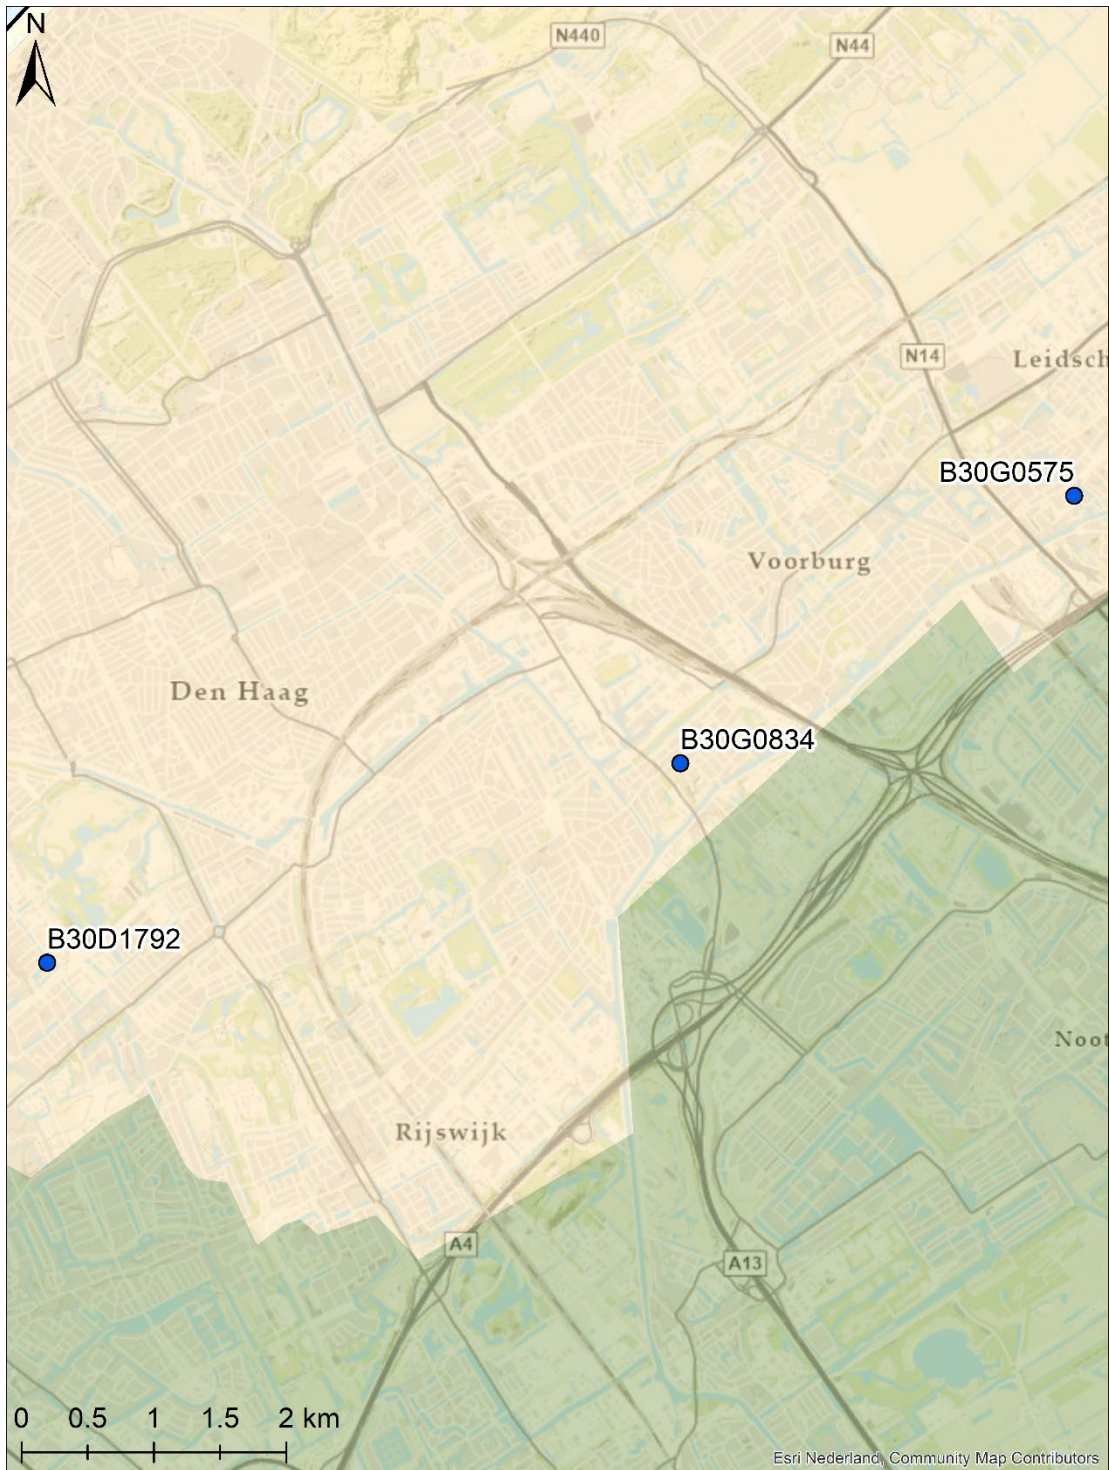 N
N440
N44
N14
Leidsch
B30G0575
Voorburg
Den Haag
B30G0834
B30D1792
Noot
Rijswijk
A4
A13
0 0.5 1 1.5 2 km
Esri Nederland, Community Map Contributors